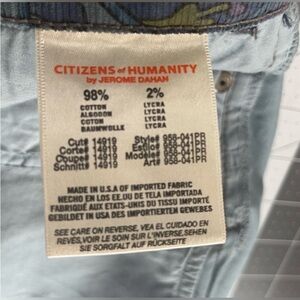 CITIZENS of HUMANITY
by JEROME DAHAN
98% 2%
COTTON LYCRA
ALGODON LYCRA
COTON LYCRA
BAUMWOLLE LYCRA
Cut# 14919 Style# 958-041PR
Corte# 14919 Estilo# 958-041PR
Coupe# 14919 Modele# 958-041PR
Schnitt# 14919 Art# 958-041PR
MADE IN U.S.A OF IMPORTED FABRIC
HECHO EN LOS EE.UU DE TELA IMPORTADA
FABRIQUÉ AUX ETATS-UNIS DU TISSU IMPORTÉ
GEBILDET IN USA DES IMPORTIERTEN GEWEBES
SEE CARE ON REVERSE, VEA EL CUIDADO EN
REVÉS,VOIR LE SOIN SUR L'INVERSE,SEHEN
SIE SORGFALT AUF RÜCKSEITE